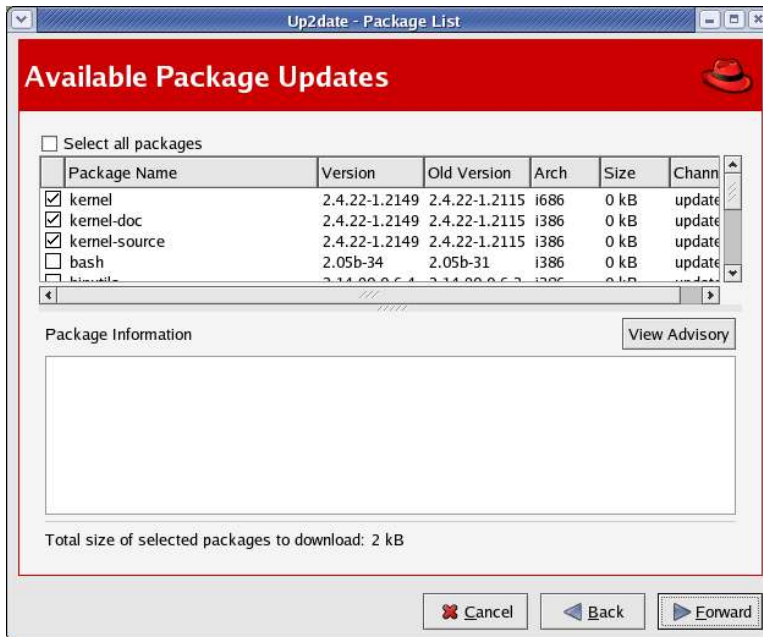 Up2date - Package List
Available Package Updates
Select all packages
Package Name Version Old Version Arch Size Chann
kernel 2.4.22-1.2149 2.4.22-1.2115 i686 0 kB update
kernel-doc 2.4.22-1.2149 2.4.22-1.2115 i386 0 kB update
kernel-source 2.4.22-1.2149 2.4.22-1.2115 i386 0 kB update
bash 2.05b-34 2.05b-31 i386 0 kB update
Package Information View Advisory
Total size of selected packages to download: 2 kB
Cancel Back Forward